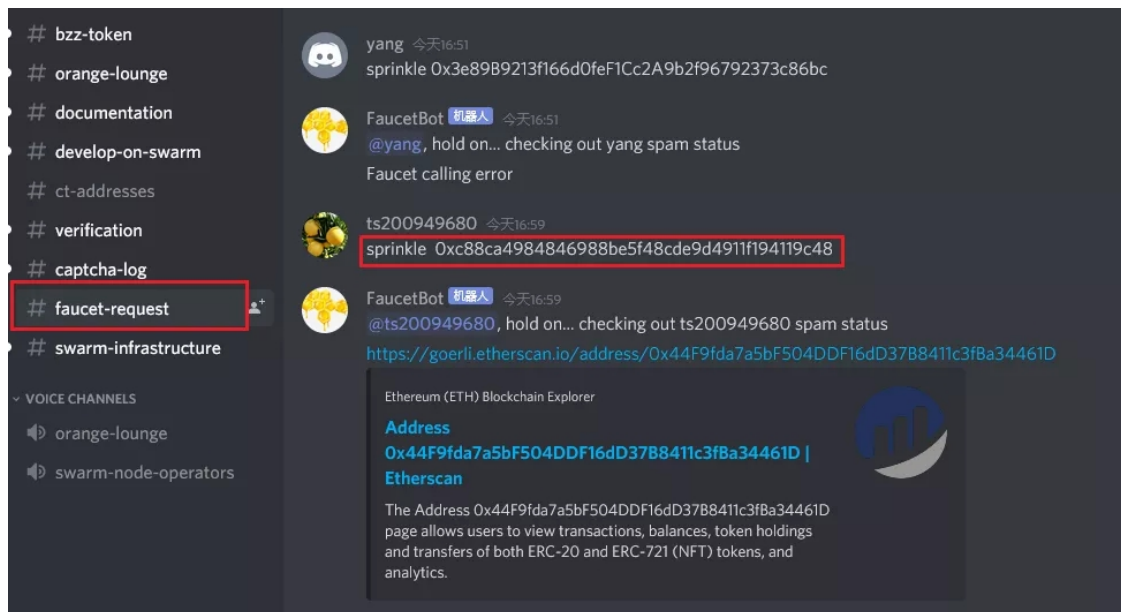 # bzz-token
# orange-lounge
# documentation
# develop-on-swarm
# ct-addresses
# verification
# captcha-log
# faucet-request
# swarm-infrastructure
VOICE CHANNELS
orange-lounge
swarm-node-operators
yang 今天16:51
sprinkle 0x3e89B9213f166d0feF1Cc2A9b2f96792373c86bc
FaucetBot 机器人 今天16:51
@yang, hold on... checking out yang spam status
Faucet calling error
ts200949680 今天16:59
sprinkle 0xc88ca4984846988be5f48cde9d4911f194119c48
FaucetBot 机器人 今天16:59
@ts200949680, hold on... checking out ts200949680 spam status
https://goerli.etherscan.io/address/0x44F9fda7a5bF504DDF16dD37B8411c3fBa34461D
Ethereum (ETH) Blockchain Explorer
Address
0x44F9fda7a5bF504DDF16dD37B8411c3fBa34461D |
Etherscan
The Address 0x44F9fda7a5bF504DDF16dD37B8411c3fBa34461D
page allows users to view transactions, balances, token holdings
and transfers of both ERC-20 and ERC-721 (NFT) tokens, and
analytics.